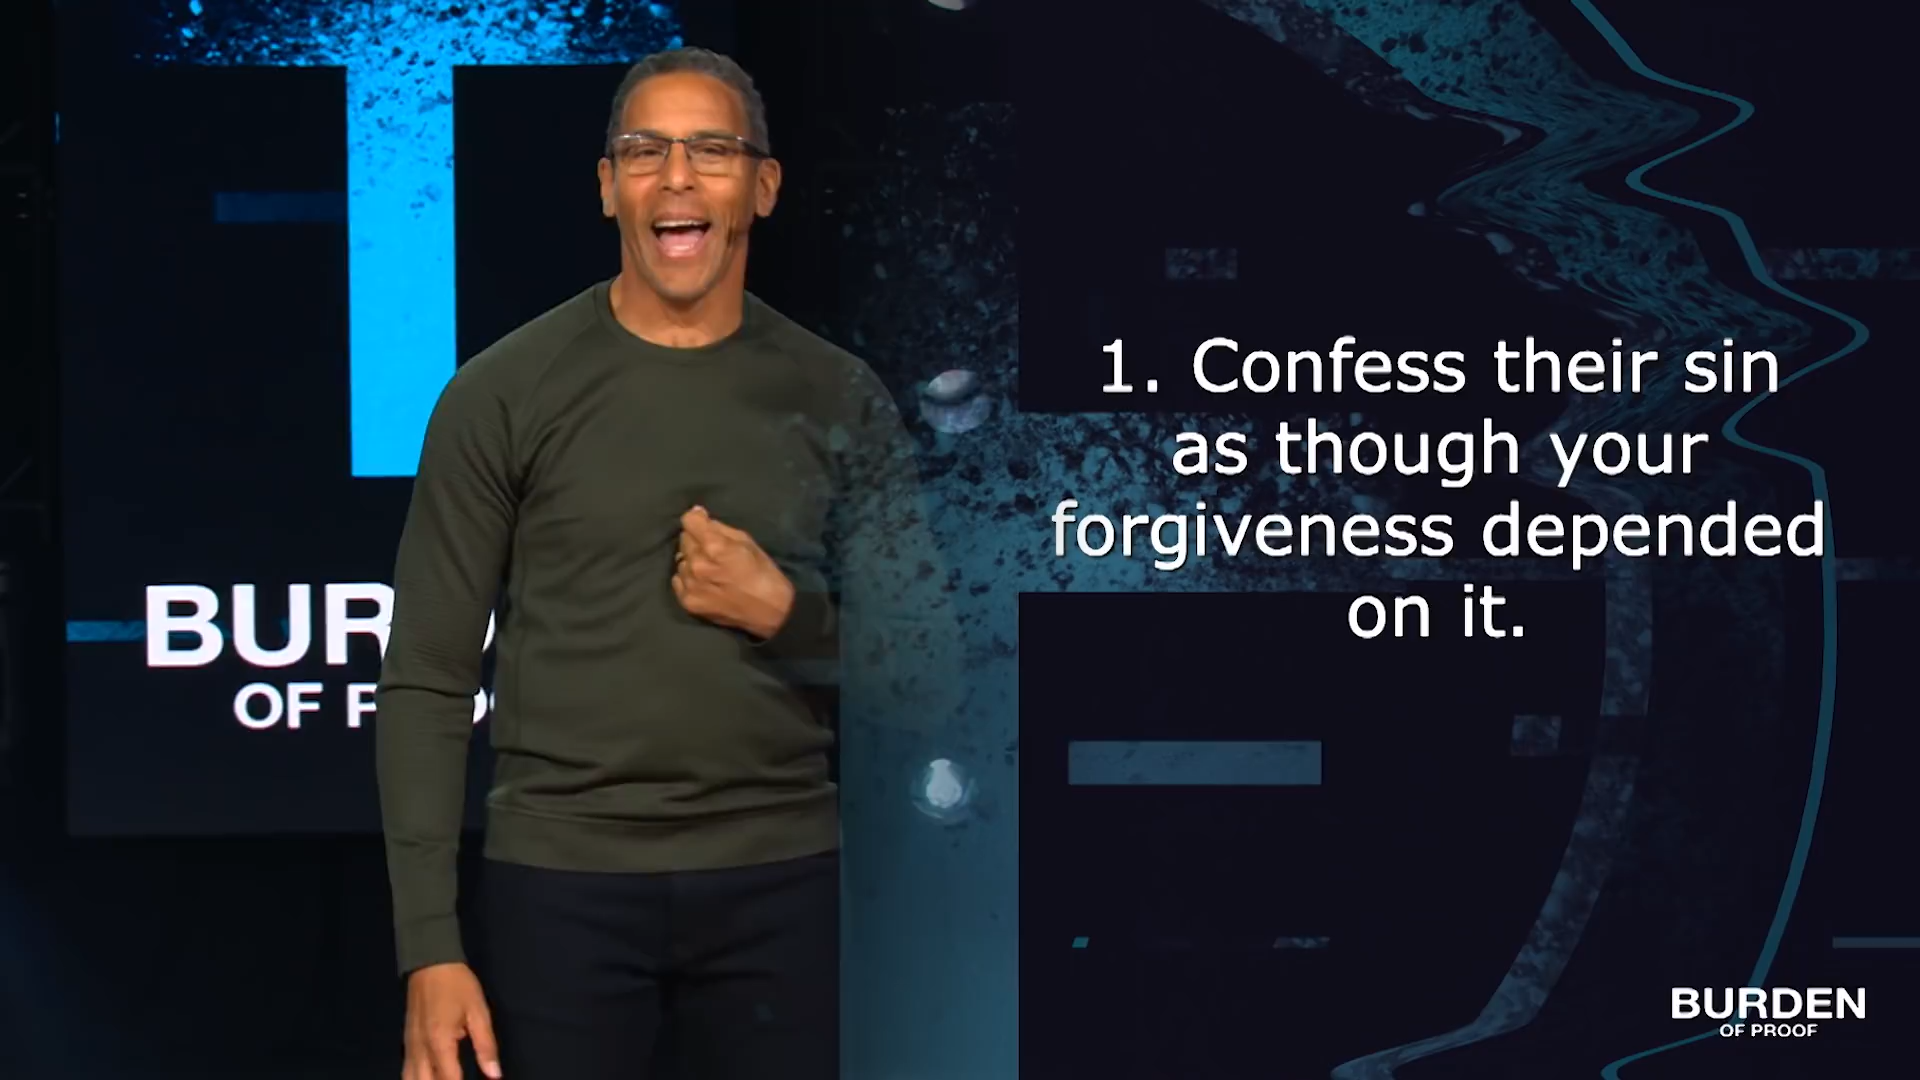 1. Confess their sin
as though your
forgiveness depended
on it.
BUR
OF P
BURDEN
OF PROOF